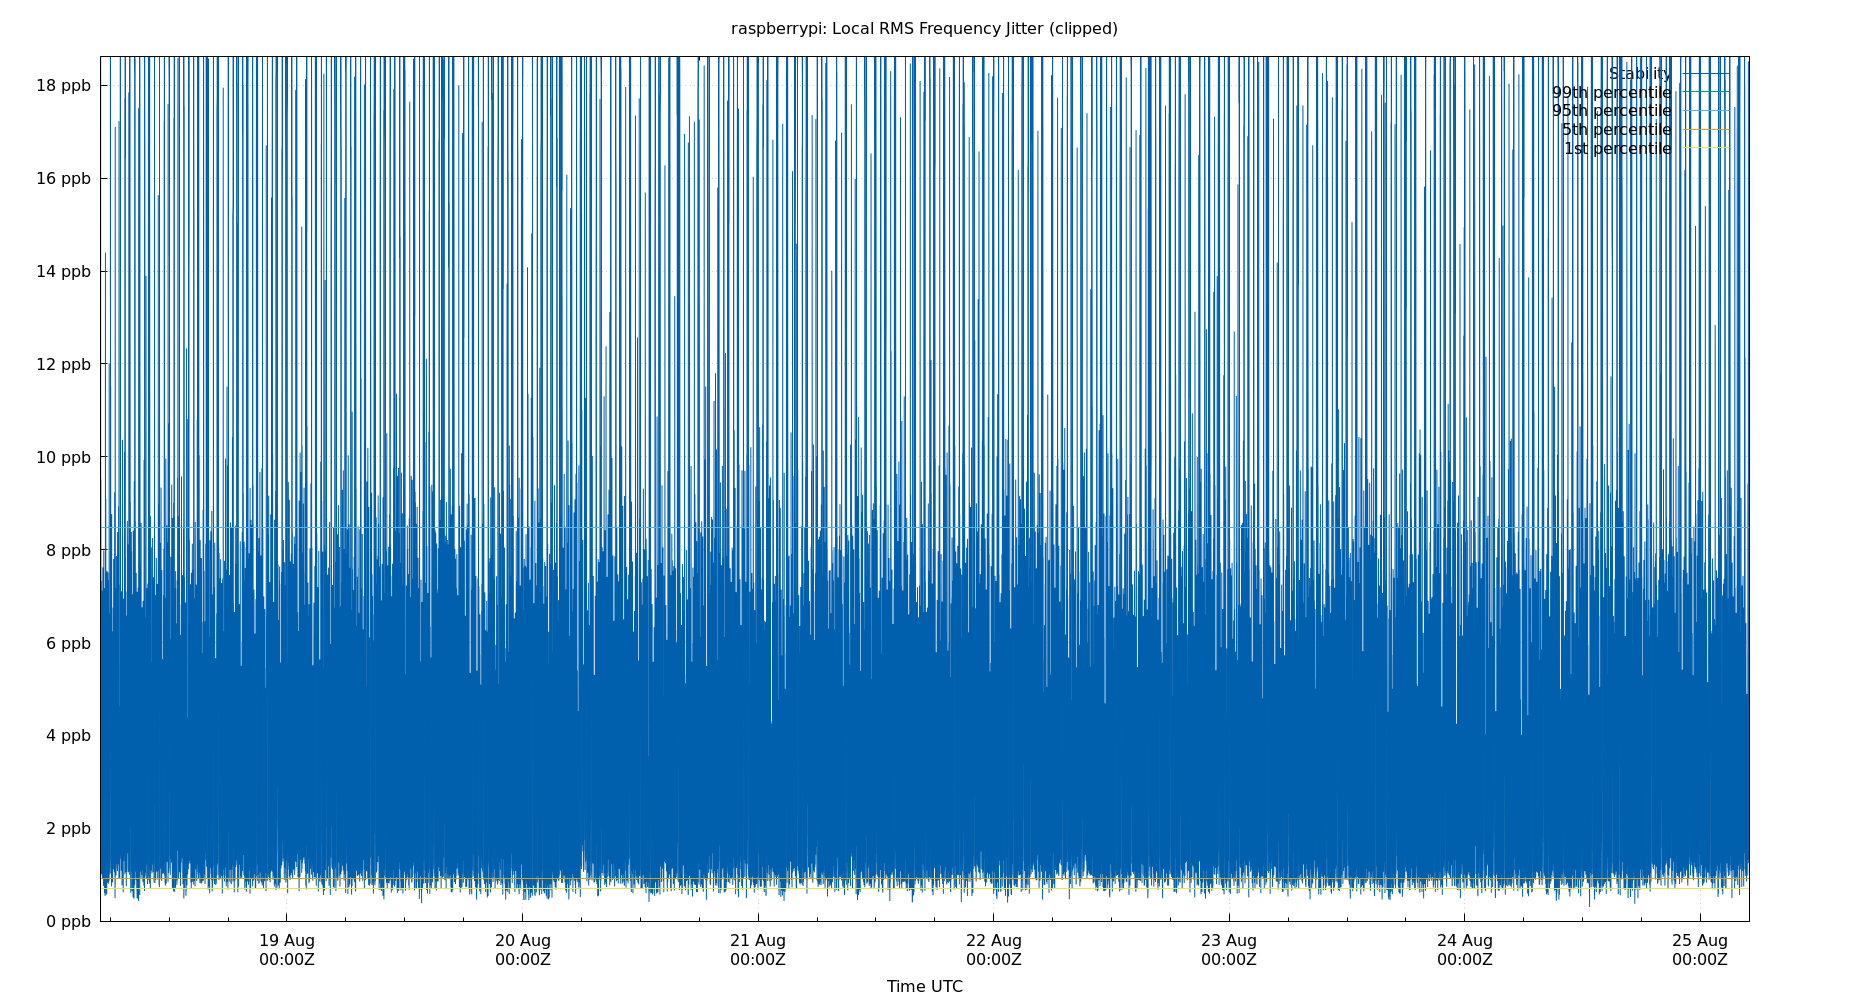 raspberrypi: Local RMS Frequency Jitter (clipped)
18 ppb
16 ppb
14 ppb
12 ppb
10 ppb
8 ppb
6 ppb
4 ppb
2 ppb
0 ppb
Stability
99th percentile
95th percentile
5th percentile
1st percentile
19 Aug
00:00Z
20 Aug
00:00Z
21 Aug
00:00Z
22 Aug
00:00Z
23 Aug
00:00Z
24 Aug
00:00Z
25 Aug
00:00Z
Time UTC